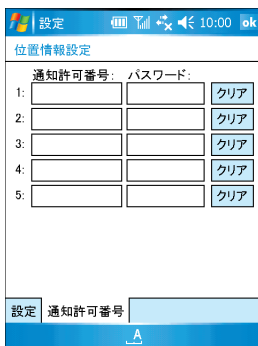 設定 10:00 ok
位置情報設定
通知許可番号: パスワード:
1: クリア
2: クリア
3: クリア
4: クリア
5: クリア
設定 通知許可番号
A